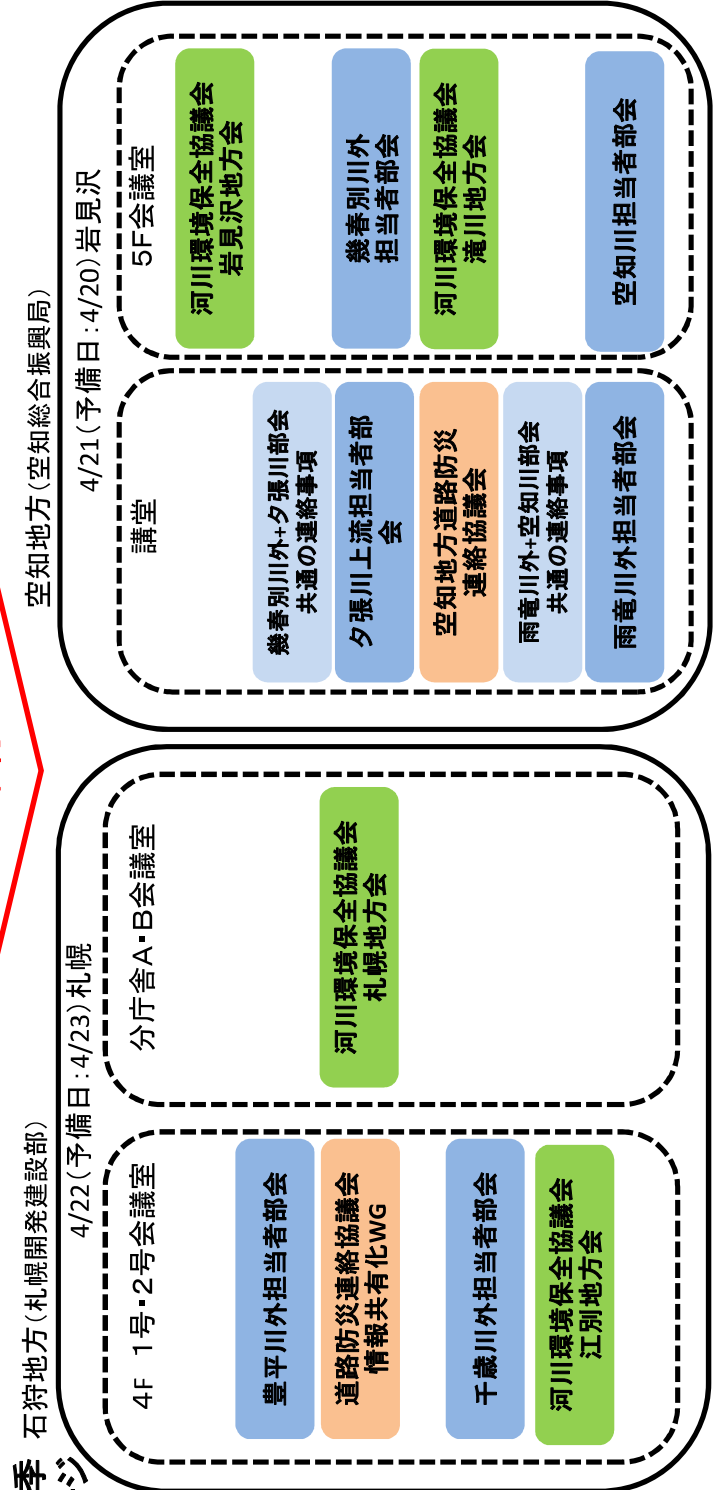 季
ジ
石狩地方(札幌開発建設部)
4/22(予備日:4/23)札幌
4F 1号・2号会議室
豊平川外担当者部会
道路防災連絡協議会
情報共有化WG
千歳川外担当者部会
河川環境保全協議会
江別地方会
分庁舎A・B会議室
河川環境保全協議会
札幌地方会
空知地方(空知総合振興局)
4/21(予備日:4/20)岩見沢
講堂
幾春別川外+夕張川部会
共通の連絡事項
夕張川上流担当者部
会
空知地方道路防災
連絡協議会
雨竜川外+空知川部会
共通の連絡事項
雨竜川外担当者部会
5F会議室
河川環境保全協議会
岩見沢地方会
幾春別川外
担当者部会
河川環境保全協議会
滝川地方会
空知川担当者部会